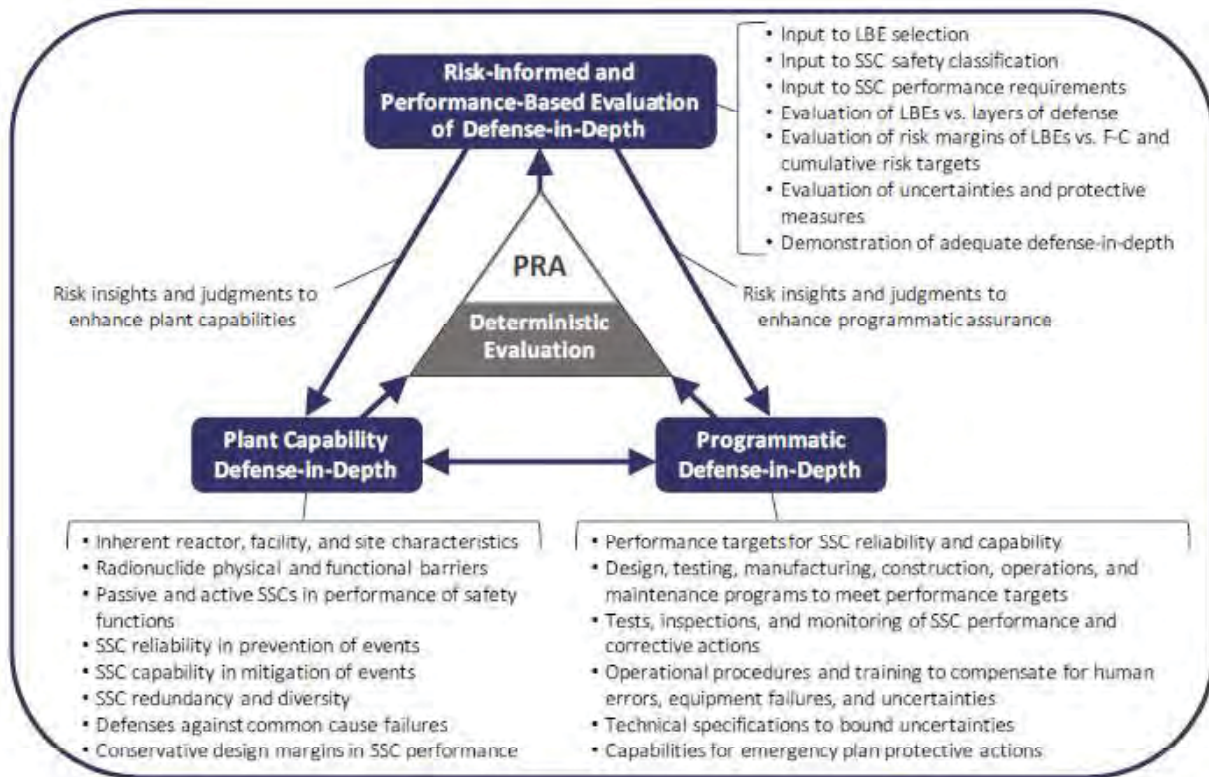 Risk-Informed and
Performance-Based Evaluation
of Defense-in-Depth
• Input to LBE selection
• Input to SSC safety classification
• Input to SSC performance requirements
• Evaluation of LBEs vs. layers of defense
• Evaluation of risk margins of LBEs vs. F-C and
cumulative risk targets
• Evaluation of uncertainties and protective
measures
• Demonstration of adequate defense-in-depth
PRA
Deterministic
Evaluation
Risk insights and judgments to
enhance plant capabilities
Risk insights and judgments to
enhance programmatic assurance
Plant Capability
Defense-in-Depth
Programmatic
Defense-in-Depth
• Inherent reactor, facility, and site characteristics
• Radionuclide physical and functional barriers
• Passive and active SSCs in performance of safety
functions
• SSC reliability in prevention of events
• SSC capability in mitigation of events
• SSC redundancy and diversity
• Defenses against common cause failures
• Conservative design margins in SSC performance
• Performance targets for SSC reliability and capability
• Design, testing, manufacturing, construction, operations, and
maintenance programs to meet performance targets
• Tests, inspections, and monitoring of SSC performance and
corrective actions
• Operational procedures and training to compensate for human
errors, equipment failures, and uncertainties
• Technical specifications to bound uncertainties
• Capabilities for emergency plan protective actions